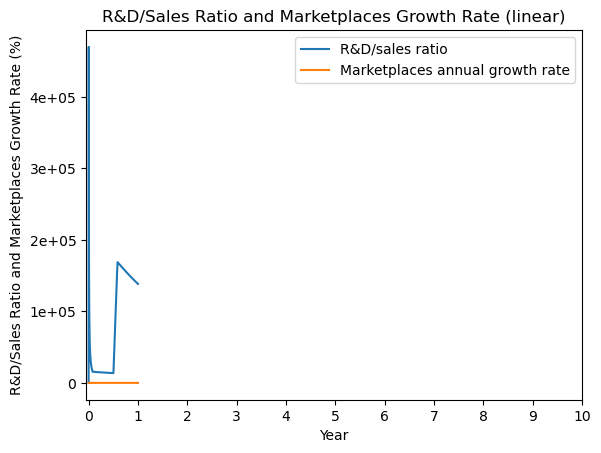 R&D/Sales Ratio and Marketplaces Growth Rate (linear)
R&D/sales ratio
Marketplaces annual growth rate
R&D/Sales Ratio and Marketplaces Growth Rate (%)
4e+05
3e+05
2e+05
1e+05
0
0 1 2 3 4 5 6 7 8 9 10
Year